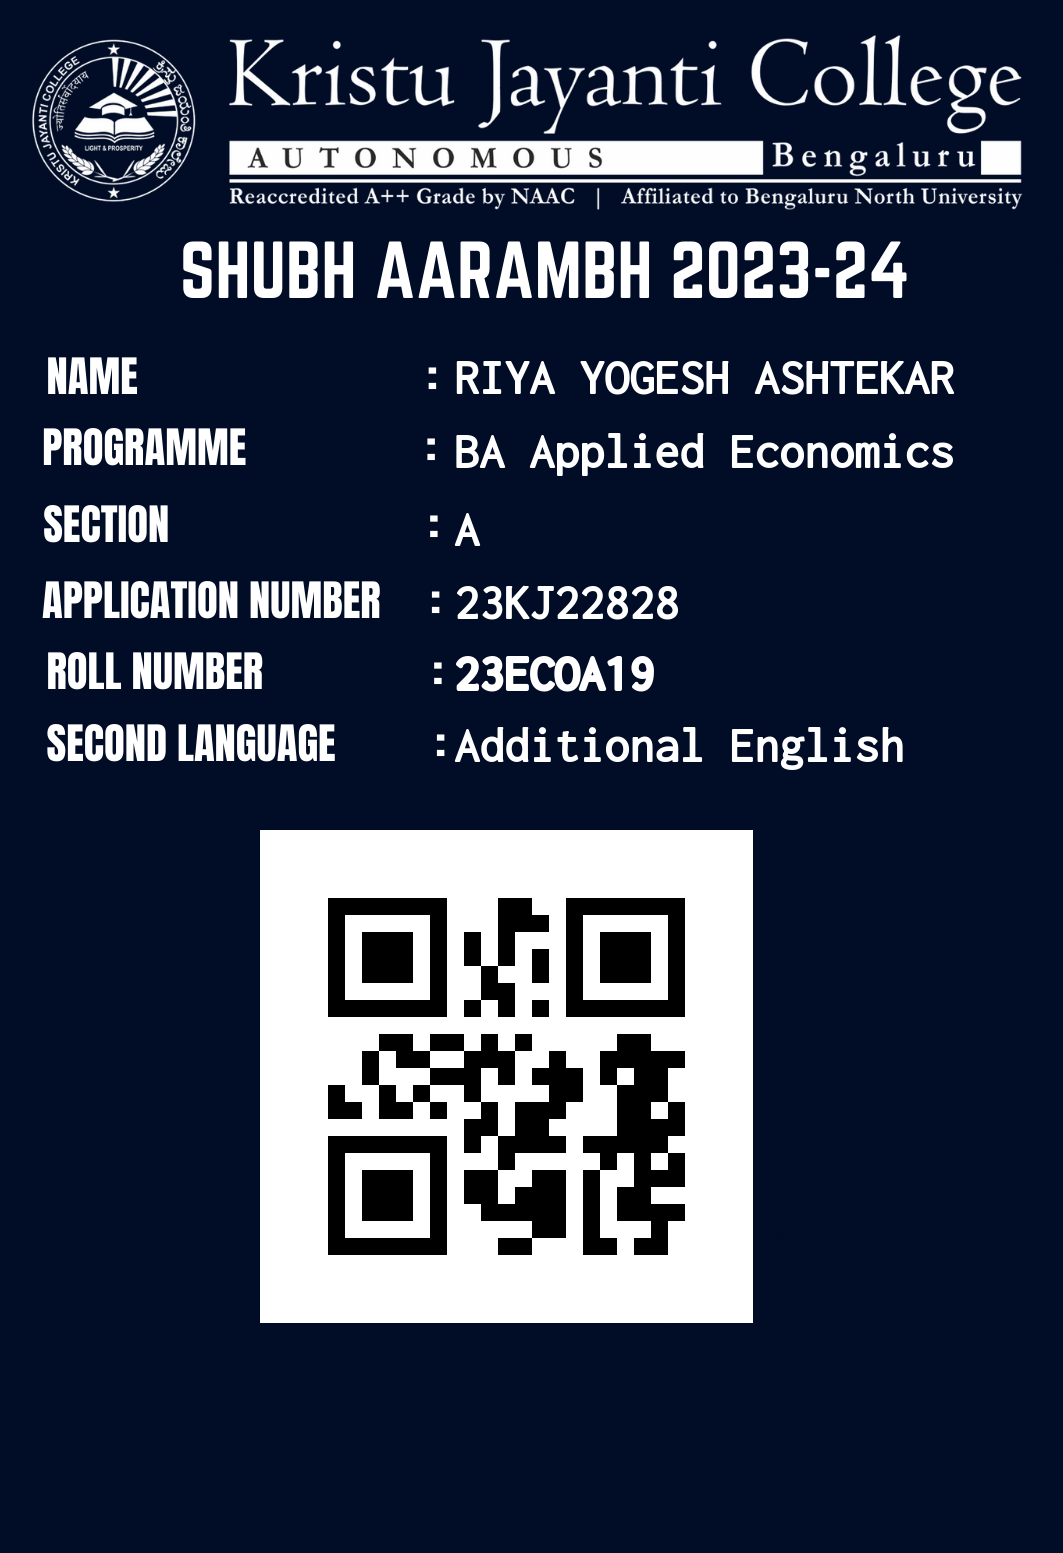 Kristu Jayanti College
AUTONOMOUS Bengaluru
Reaccredited A++ Grade by NAAC | Affiliated to Bengaluru North University
KRISTU JAYANTI COLLEGE
ಕ್ರಿಸ್ತು ಜಯಂತಿ ಕಾಲೇಜು
LIGHT & PROSPERITY
SHUBH AARAMBH 2023-24
NAME : RIYA YOGESH ASHTEKAR
PROGRAMME : BA Applied Economics
SECTION : A
APPLICATION NUMBER : 23KJ22828
ROLL NUMBER : 23ECOA19
SECOND LANGUAGE : Additional English